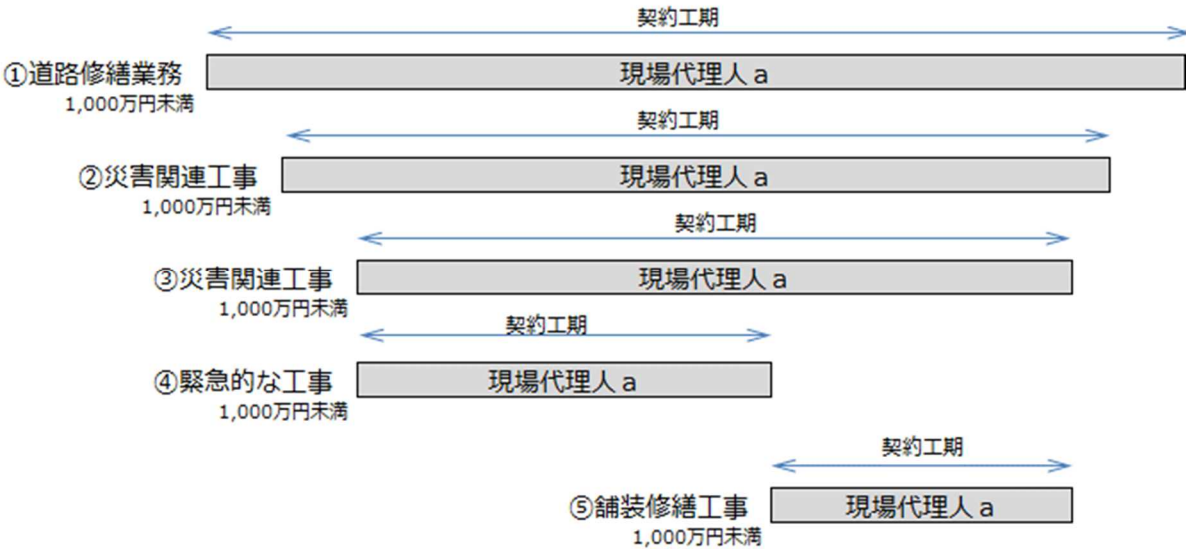 契約工期
①道路修繕業務
現場代理人a
1,000万円未満
契約工期
②災害関連工事
現場代理人a
1,000万円未満
契約工期
③災害関連工事
現場代理人a
1,000万円未満
契約工期
④緊急的な工事
現場代理人a
1,000万円未満
契約工期
⑤舗装修繕工事
現場代理人a
1,000万円未満